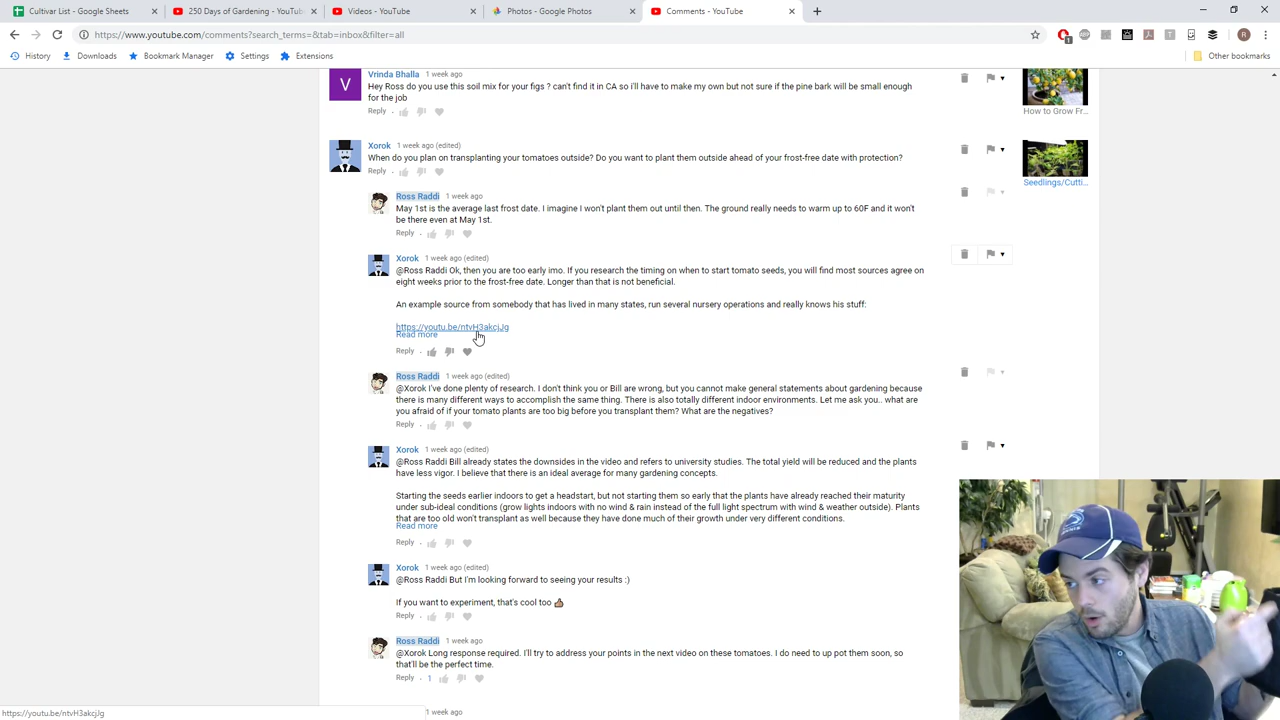 Cultivar List - Google Sheets
250 Days of Gardening - YouTub
Videos - YouTube
Photos - Google Photos
Comments - YouTube
https://www.youtube.com/comments?search_terms=&tab=inbox&filter=all
R
History
Downloads
Bookmark Manager
Settings
Extensions
Other bookmarks
V
Vrinda Bhalla 1 week ago
Hey Ross do you use this soil mix for your figs ? can't find it in CA so i'll have to make my own but not sure if the pine bark will be small enough
for the job
Reply
How to Grow Fr...
Xorok 1 week ago (edited)
When do you plan on transplanting your tomatoes outside? Do you want to plant them outside ahead of your frost-free date with protection?
Reply
Seedlings/Cutti...
Ross Raddi 1 week ago
May 1st is the average last frost date. I imagine I won't plant them out until then. The ground really needs to warm up to 60F and it won't
be there even at May 1st.
Reply
Xorok 1 week ago (edited)
@Ross Raddi Ok, then you are too early imo. If you research the timing on when to start tomato seeds, you will find most sources agree on
eight weeks prior to the frost-free date. Longer than that is not beneficial.
An example source from somebody that has lived in many states, run several nursery operations and really knows his stuff:
https://youtu.be/ntvH3akcjJg
Read more
Reply
Ross Raddi 1 week ago (edited)
@Xorok I've done plenty of research. I don't think you or Bill are wrong, but you cannot make general statements about gardening because
there is many different ways to accomplish the same thing. There is also totally different indoor environments. Let me ask you.. what are
you afraid of if your tomato plants are too big before you transplant them? What are the negatives?
Reply
Xorok 1 week ago (edited)
@Ross Raddi Bill already states the downsides in the video and refers to university studies. The total yield will be reduced and the plants
have less vigor. I believe that there is an ideal average for many gardening concepts.
Starting the seeds earlier indoors to get a headstart, but not starting them so early that the plants have already reached their maturity
under sub-ideal conditions (grow lights indoors with no wind & rain instead of the full light spectrum with wind & weather outside). Plants
that are too old won't transplant as well because they have done much of their growth under very different conditions.
Read more
Reply
Xorok 1 week ago (edited)
@Ross Raddi But I'm looking forward to seeing your results :)
If you want to experiment, that's cool too 👍🏽
Reply
Ross Raddi 1 week ago
@Xorok Long response required. I'll try to address your points in the next video on these tomatoes. I do need to up pot them soon, so
that'll be the perfect time.
Reply 1
1 week ago
https://youtu.be/ntvH3akcjJg